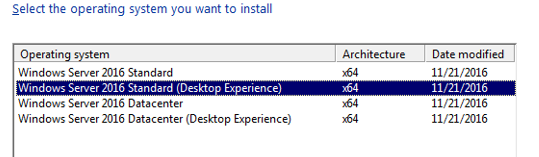 Select the operating system you want to install
Operating system Architecture Date modified
Windows Server 2016 Standard x64 11/21/2016
Windows Server 2016 Standard (Desktop Experience) x64 11/21/2016
Windows Server 2016 Datacenter x64 11/21/2016
Windows Server 2016 Datacenter (Desktop Experience) x64 11/21/2016